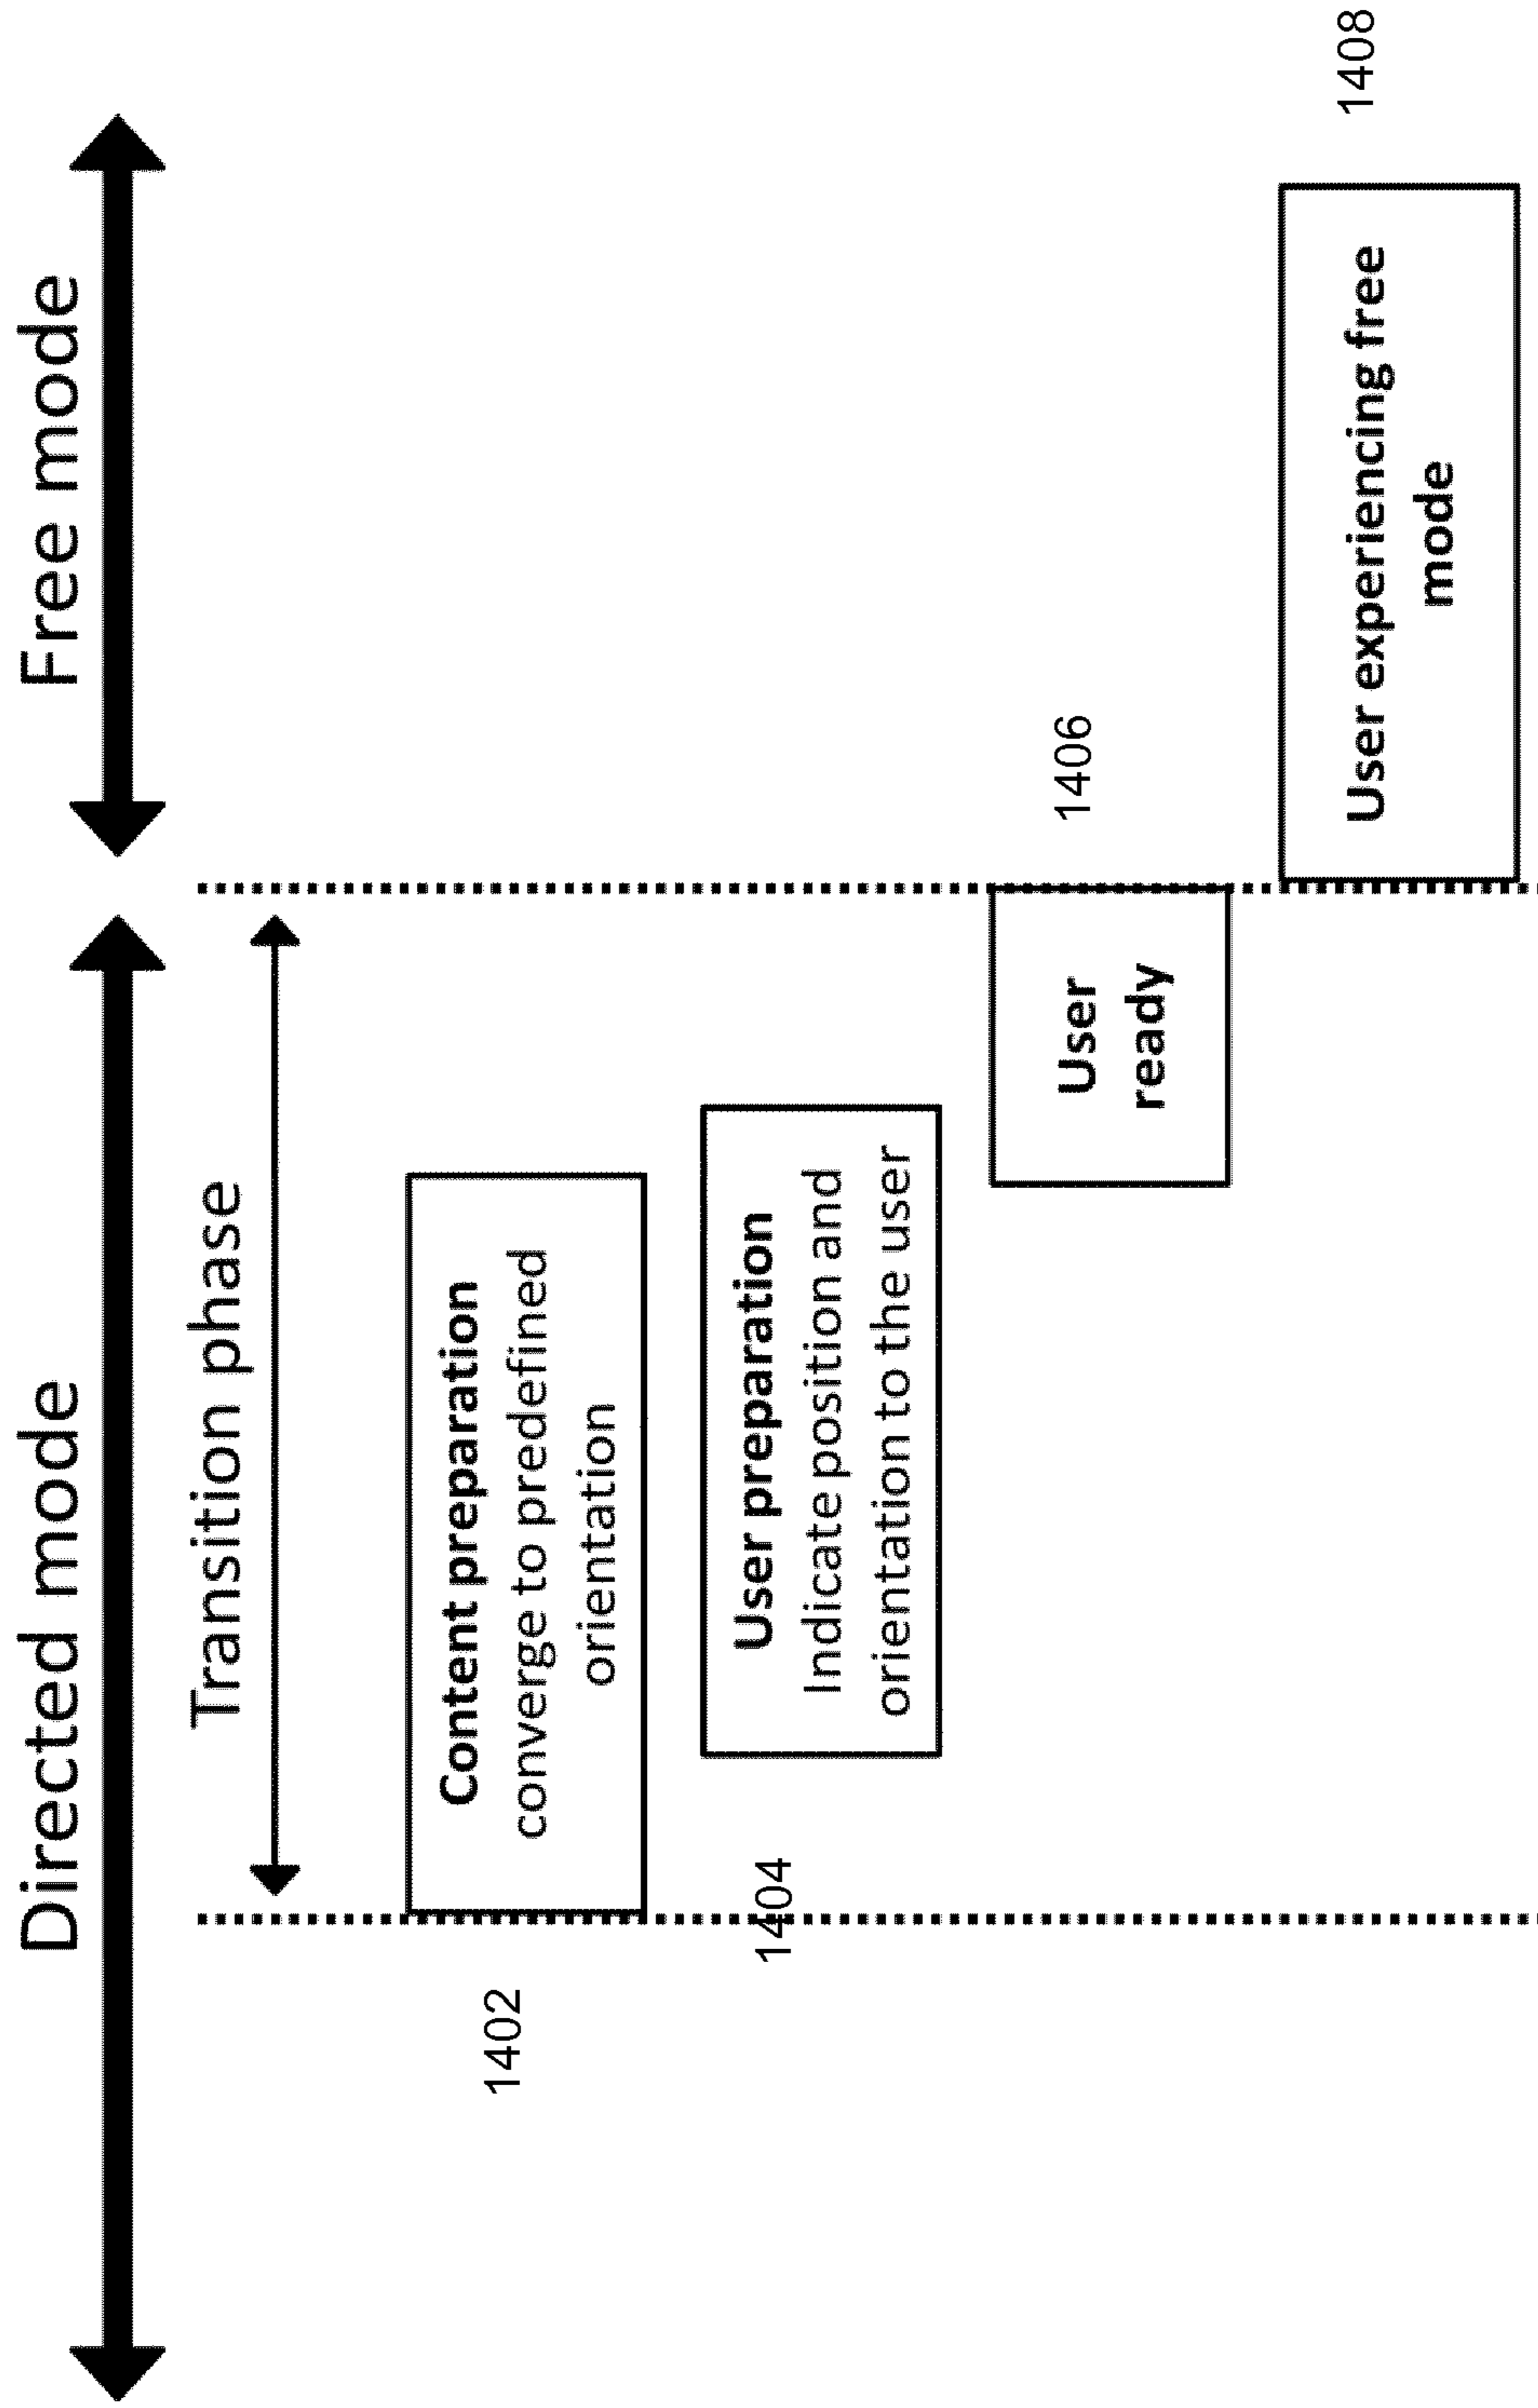 Directed mode
Free mode
Transition phase
1402
Content preparation
converge to predefined
orientation
1404
User preparation
Indicate position and
orientation to the user
User
ready
1406
User experiencing free
mode
1408